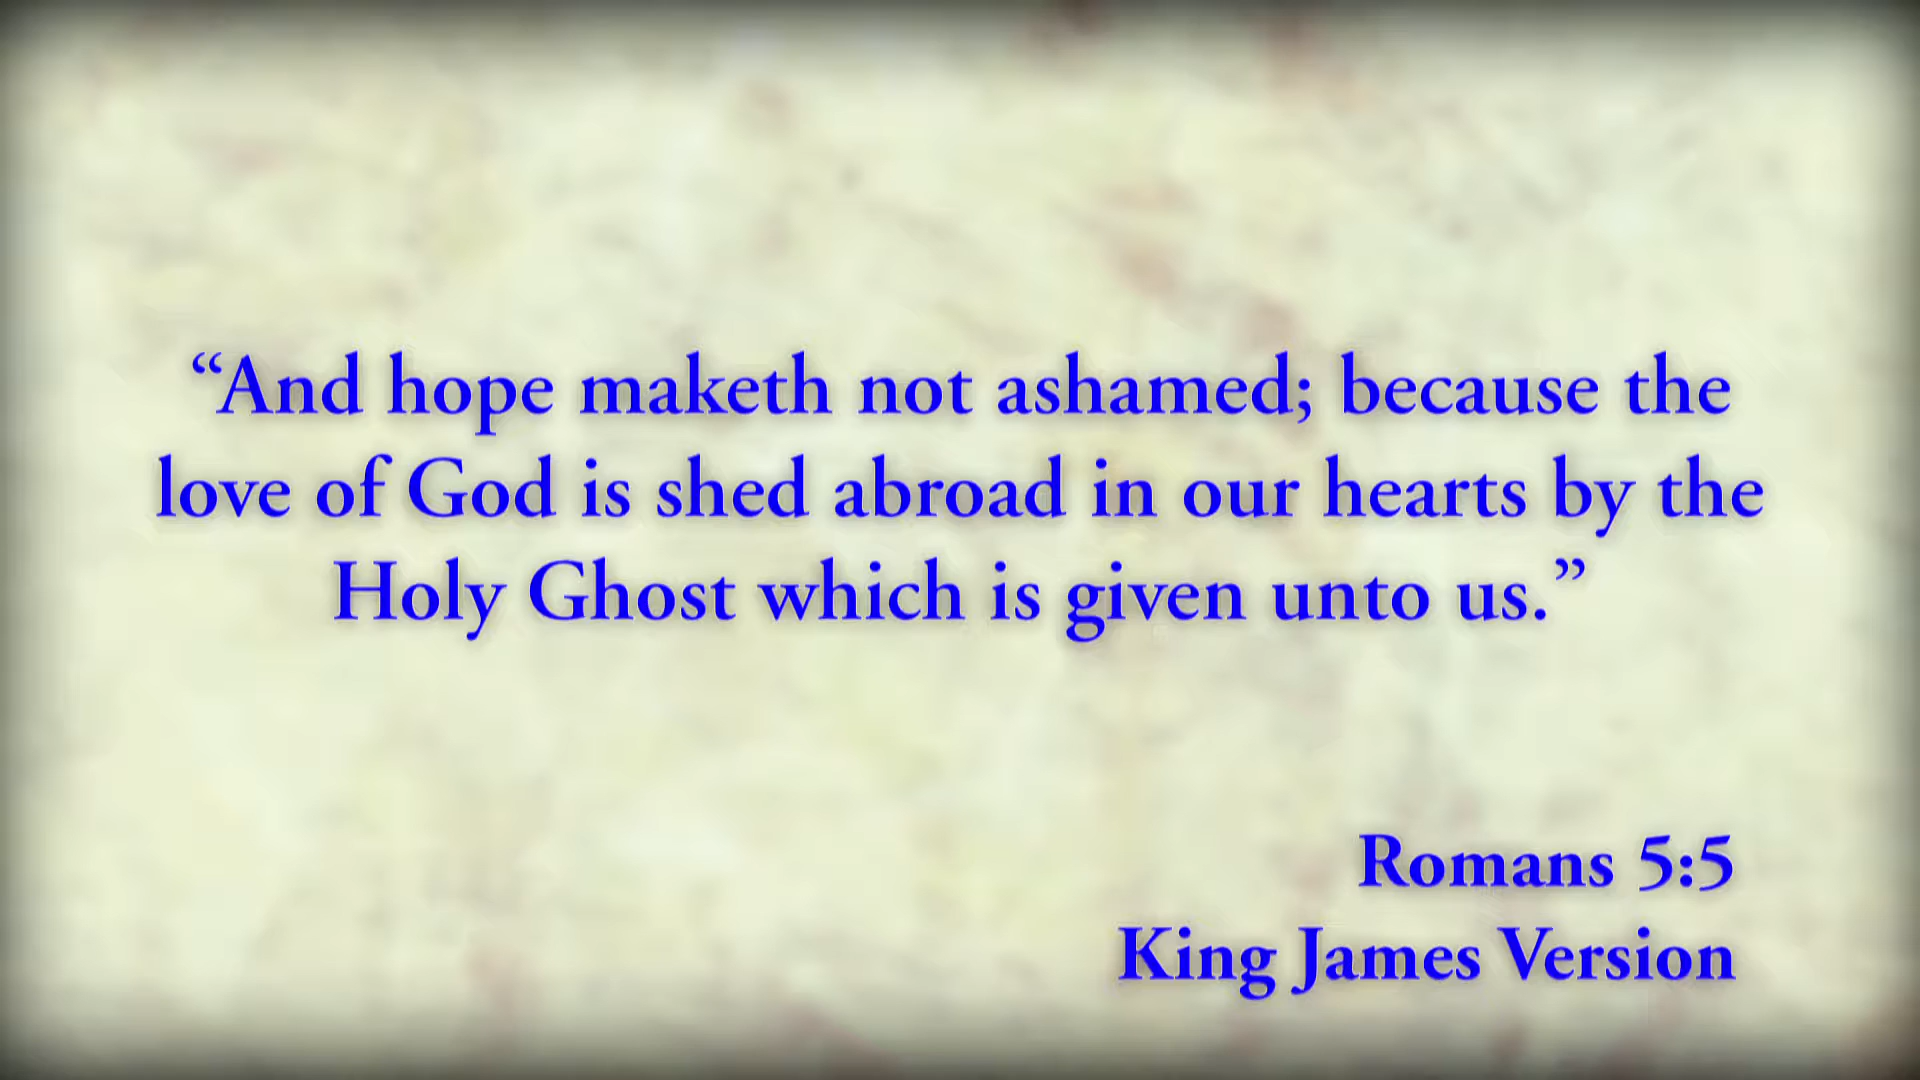 “And hope maketh not ashamed; because the
love of God is shed abroad in our hearts by the
Holy Ghost which is given unto us.”
Romans 5:5
King James Version